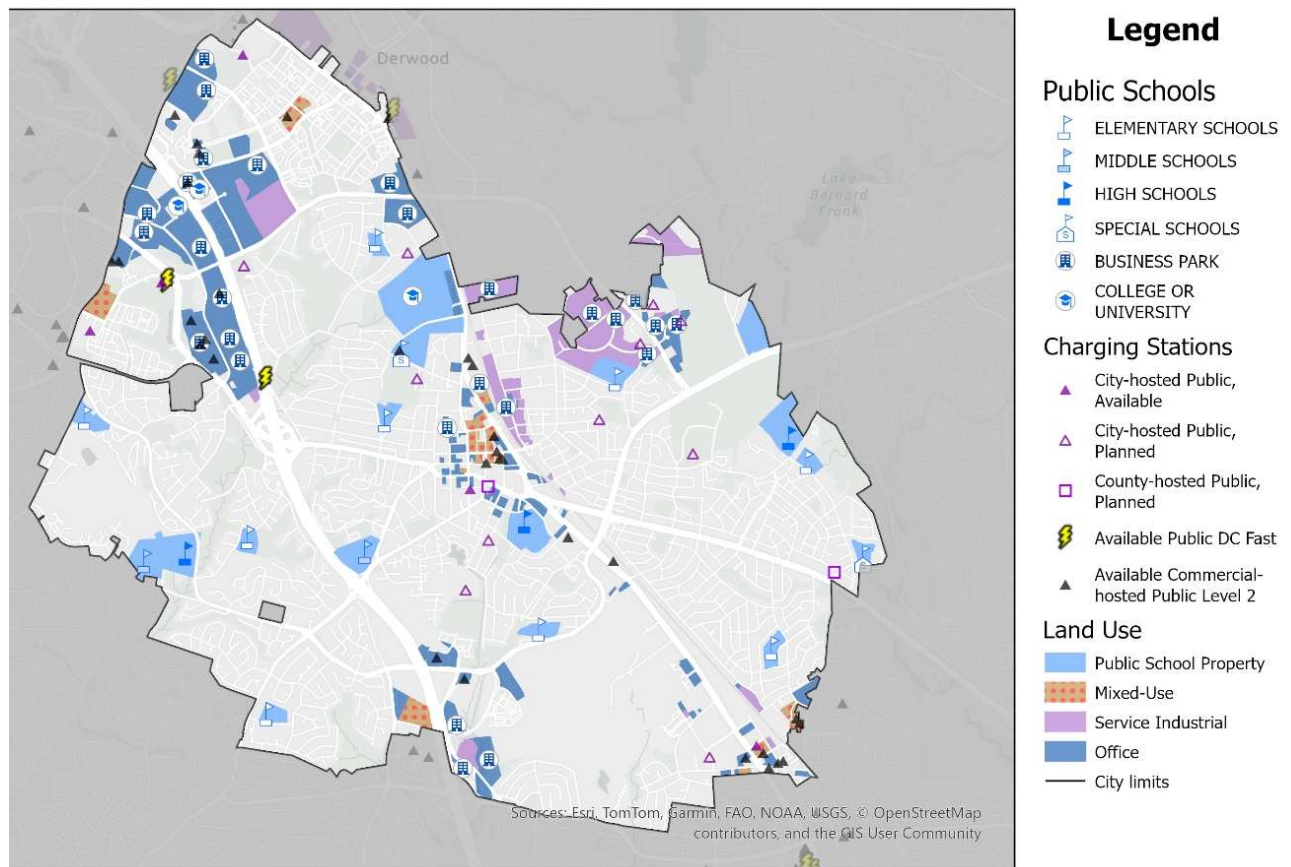 Derwood
Lake
Bernard
Frank
Sources: Esri, TomTom, Garmin, FAO, NOAA, USGS, © OpenStreetMap
contributors, and the GIS User Community
Legend
Public Schools
ELEMENTARY SCHOOLS
MIDDLE SCHOOLS
HIGH SCHOOLS
S
SPECIAL SCHOOLS
BUSINESS PARK
COLLEGE OR
UNIVERSITY
Charging Stations
City-hosted Public,
Available
City-hosted Public,
Planned
County-hosted Public,
Planned
Available Public DC Fast
Available Commercial-
hosted Public Level 2
Land Use
Public School Property
Mixed-Use
Service Industrial
Office
City limits